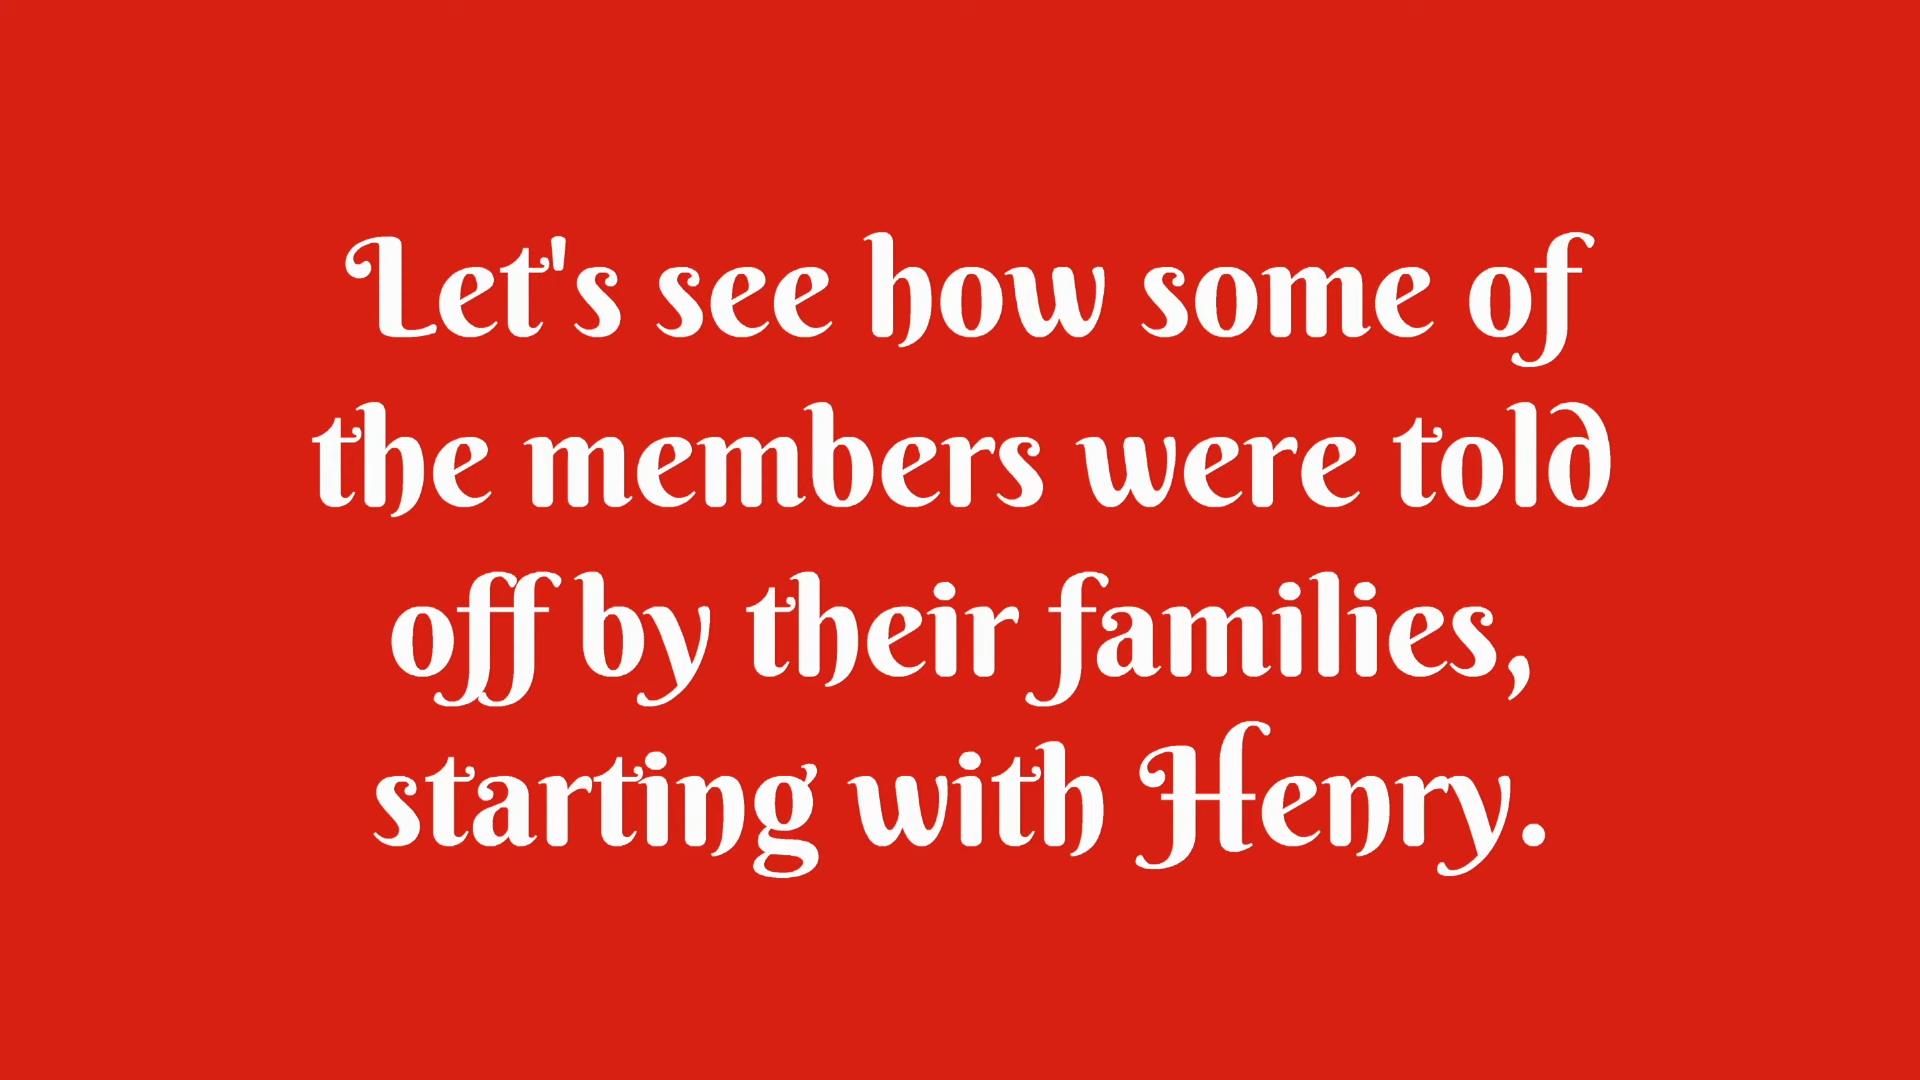 Let's see how some of
the members were told
off by their families,
starting with Henry.